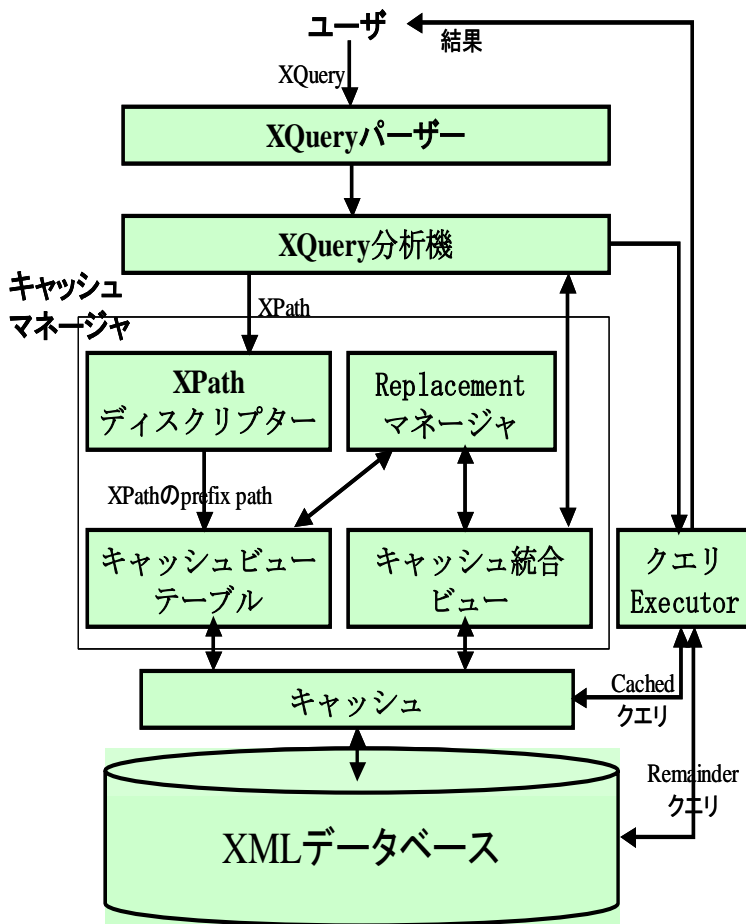 ユーザ
結果
XQuery
XQueryパーザー
XQuery分析機
キャッシュ
マネージャ
XPath
XPath
ディスクリプター
Replacement
マネージャ
XPathのprefix path
キャッシュビュー
テーブル
キャッシュ統合
ビュー
クエリ
Executor
キャッシュ
Cached
クエリ
Remainder
クエリ
XMLデータベース